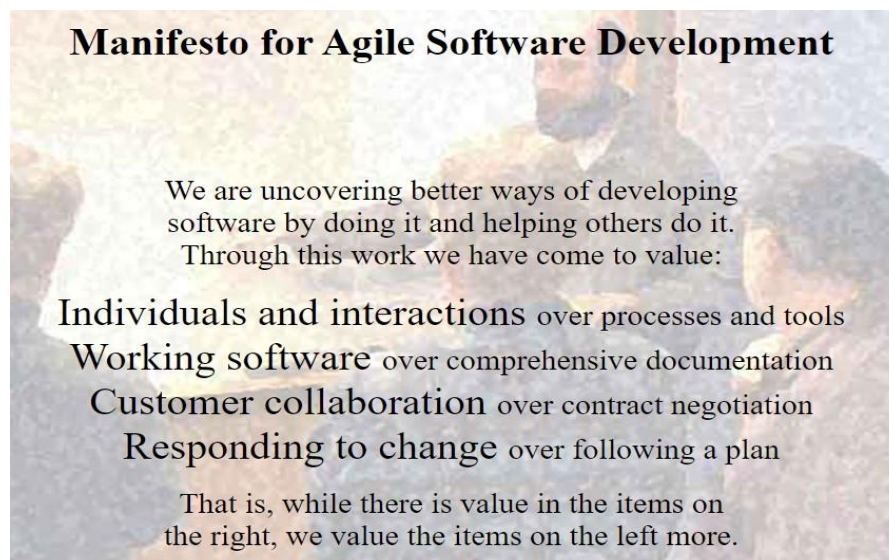 Manifesto for Agile Software Development
We are uncovering better ways of developing
software by doing it and helping others do it.
Through this work we have come to value:
Individuals and interactions over processes and tools
Working software over comprehensive documentation
Customer collaboration over contract negotiation
Responding to change over following a plan
That is, while there is value in the items on
the right, we value the items on the left more.